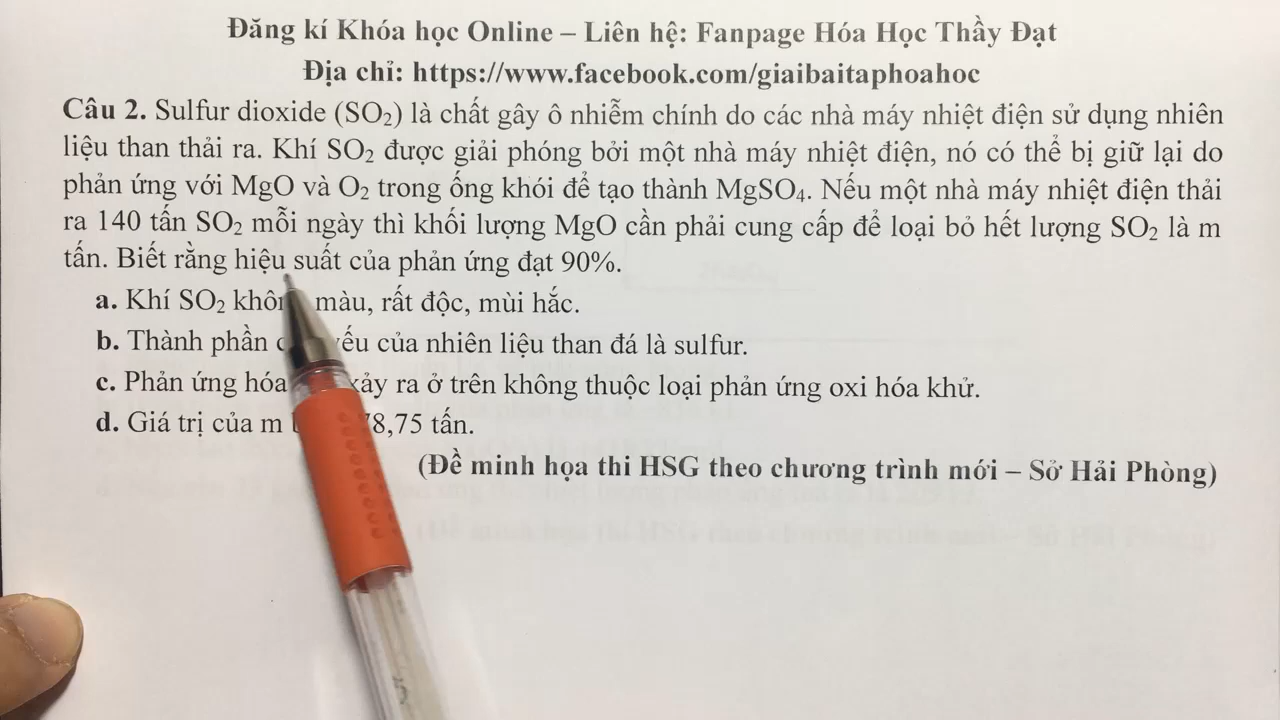 Đăng kí Khóa học Online – Liên hệ: Fanpage Hóa Học Thầy Đạt
Địa chỉ: https://www.facebook.com/giaibaitaphoahoc
Câu 2. Sulfur dioxide (SO₂) là chất gây ô nhiễm chính do các nhà máy nhiệt điện sử dụng nhiên
liệu than thải ra. Khí SO₂ được giải phóng bởi một nhà máy nhiệt điện, nó có thể bị giữ lại do
phản ứng với MgO và O₂ trong ống khói để tạo thành MgSO₄. Nếu một nhà máy nhiệt điện thải
ra 140 tấn SO₂ mỗi ngày thì khối lượng MgO cần phải cung cấp để loại bỏ hết lượng SO₂ là m
tấn. Biết rằng hiệu suất của phản ứng đạt 90%.
a. Khí SO₂ không màu, rất độc, mùi hắc.
b. Thành phần yếu của nhiên liệu than đá là sulfur.
c. Phản ứng hóa xảy ra ở trên không thuộc loại phản ứng oxi hóa khử.
d. Giá trị của m 78,75 tấn.
(Đề minh họa thi HSG theo chương trình mới – Sở Hải Phòng)